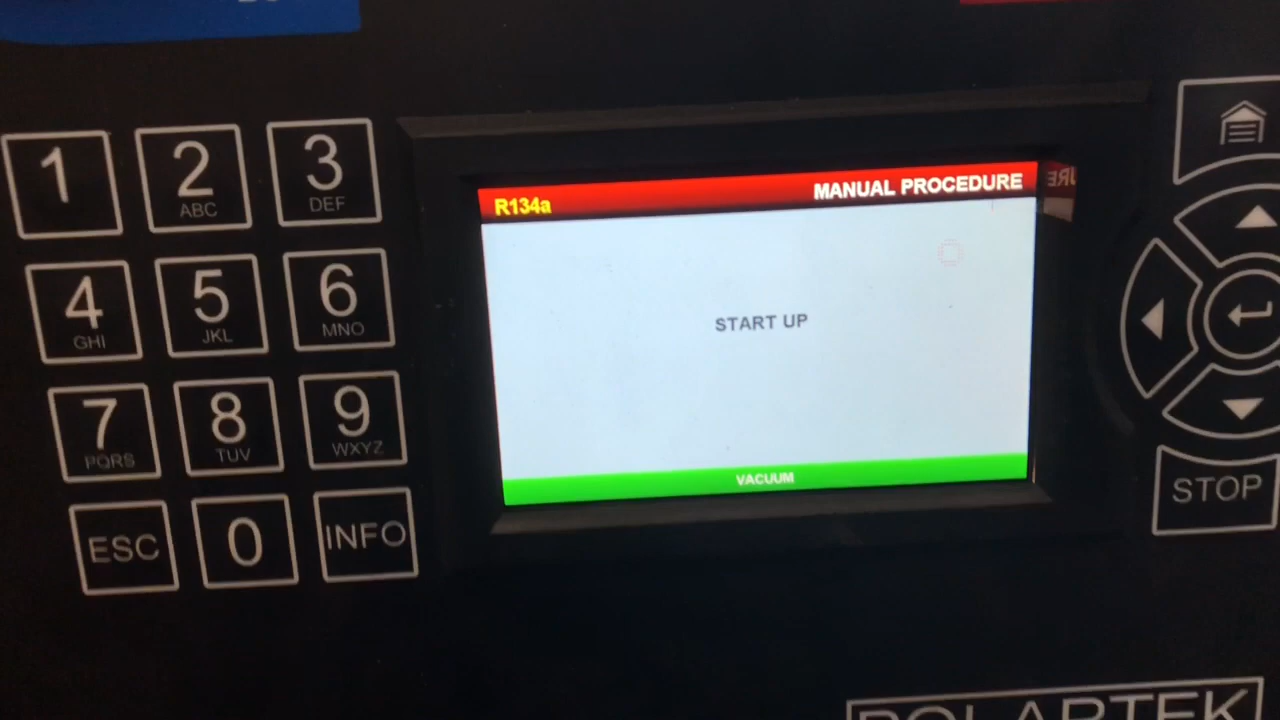 1
2
ABC
3
DEF
4
GHI
5
JKL
6
MNO
7
PQRS
8
TUV
9
WXYZ
ESC
0
INFO
R134a
MANUAL PROCEDURE
START UP
VACUUM
STOP
POLARTEK